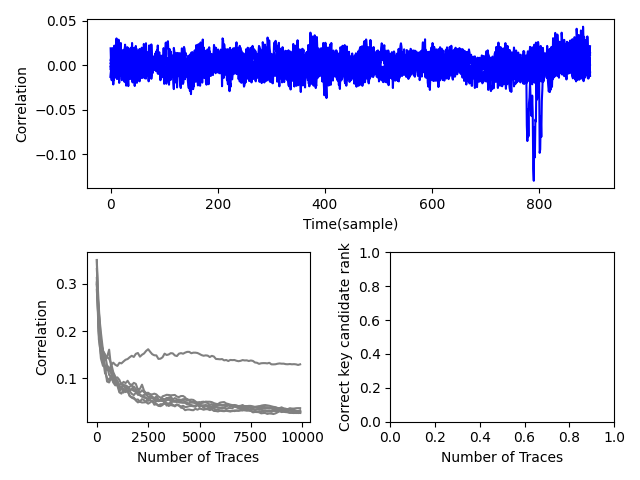 0.05
0.00
−0.05
−0.10
Correlation
0 200 400 600 800
Time(sample)
0.3
0.2
0.1
Correlation
0 2500 5000 7500 10000
Number of Traces
1.0
0.8
0.6
0.4
0.2
0.0
Correct key candidate rank
0.0 0.2 0.4 0.6 0.8 1.0
Number of Traces